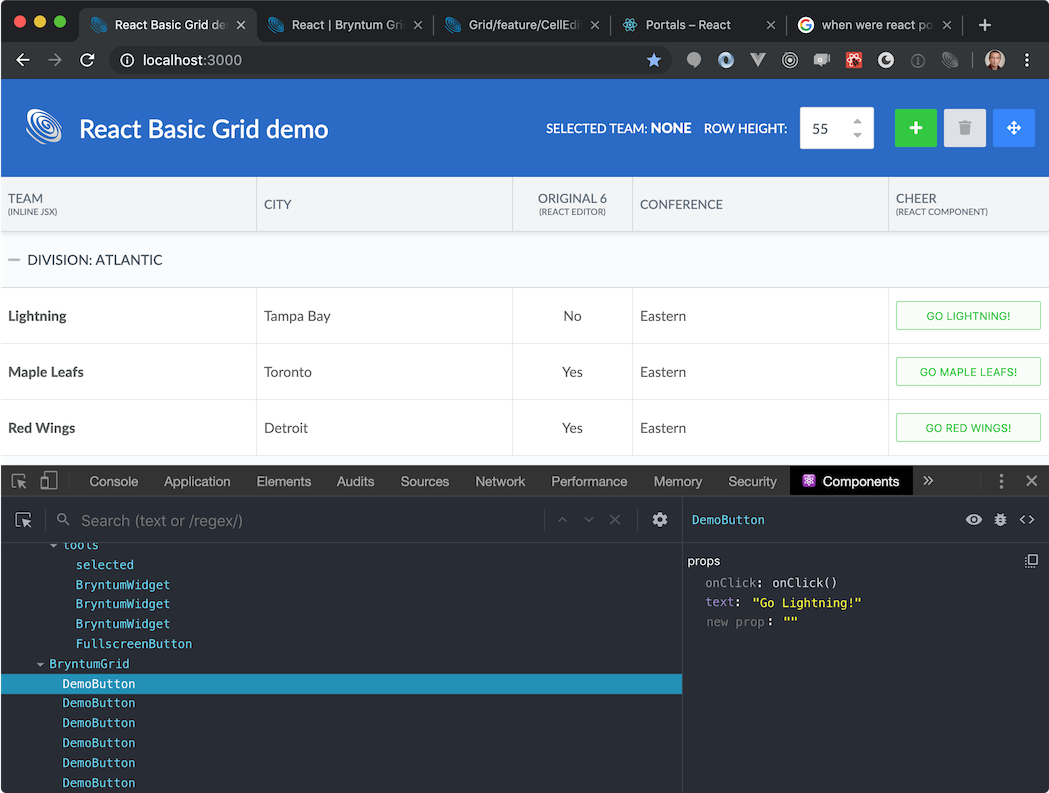 React Basic Grid de
React | Bryntum Gri
Grid/feature/CellEdi
Portals – React
when were react po
localhost:3000
React Basic Grid demo
SELECTED TEAM: NONE ROW HEIGHT: 55
TEAM
(INLINE JSX)
CITY
ORIGINAL 6
(REACT EDITOR)
CONFERENCE
CHEER
(REACT COMPONENT)
DIVISION: ATLANTIC
Lightning Tampa Bay No Eastern GO LIGHTNING!
Maple Leafs Toronto Yes Eastern GO MAPLE LEAFS!
Red Wings Detroit Yes Eastern GO RED WINGS!
Console Application Elements Audits Sources Network Performance Memory Security Components »
Search (text or /regex/)
tools
selected
BryntumWidget
BryntumWidget
BryntumWidget
FullscreenButton
BryntumGrid
DemoButton
DemoButton
DemoButton
DemoButton
DemoButton
DemoButton
DemoButton
props
onClick: onClick()
text: "Go Lightning!"
new prop: ""